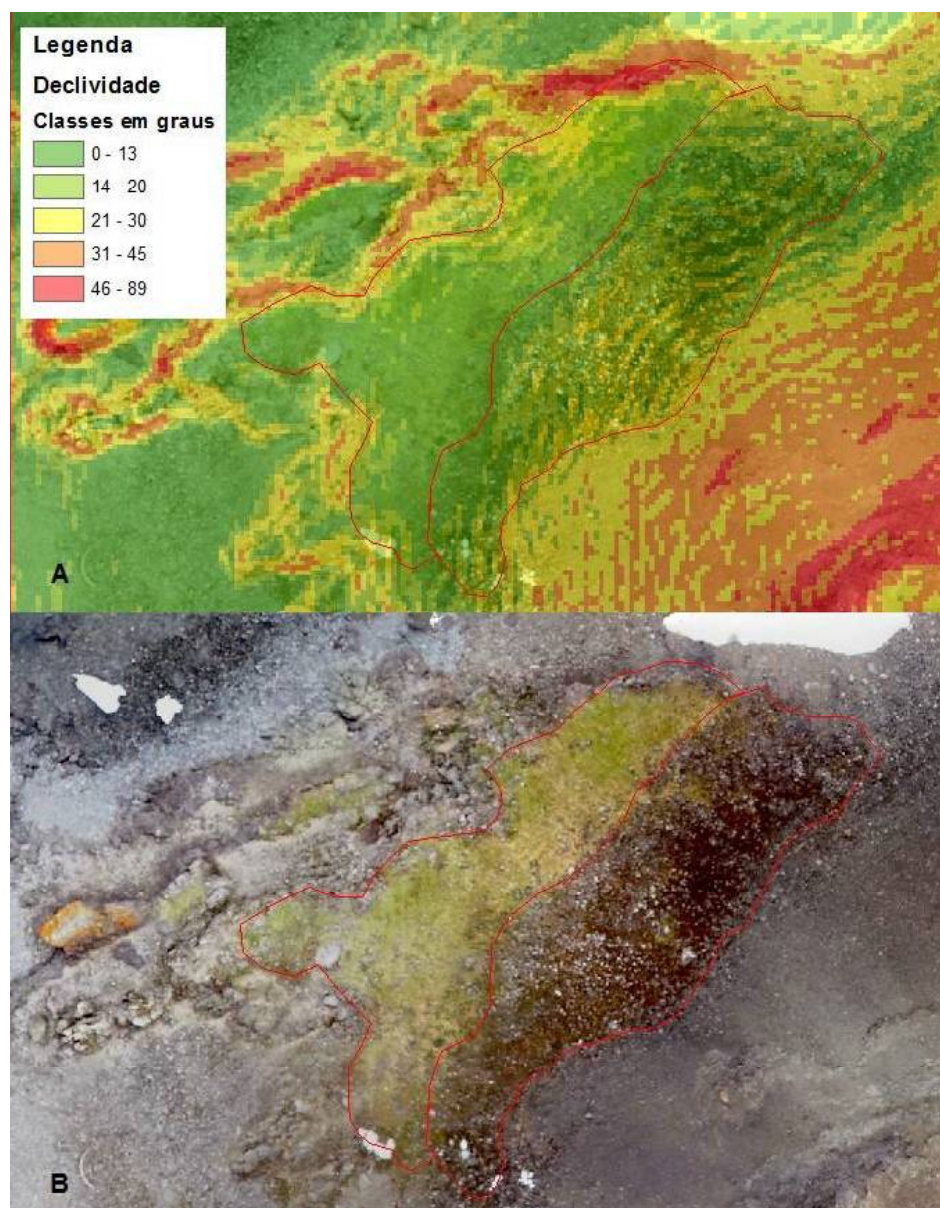 Legenda
Declividade
Classes em graus
0 - 13
14 20
21 - 30
31 - 45
46 - 89
A
B